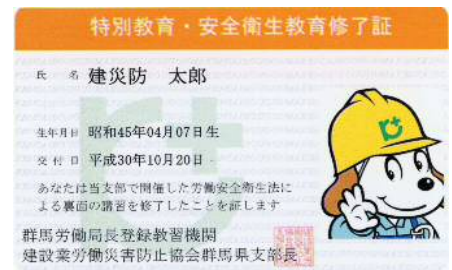 特別教育・安全衛生教育修了証
氏 名 建災防 太郎
生年月日 昭和45年04月07日生
交 付 日 平成30年10月20日
あなたは当支部で開催した労働安全衛生法に
よる裏面の講習を修了したことを証します
群馬労働局長登録教習機関
建設業労働災害防止協会群馬県支部長